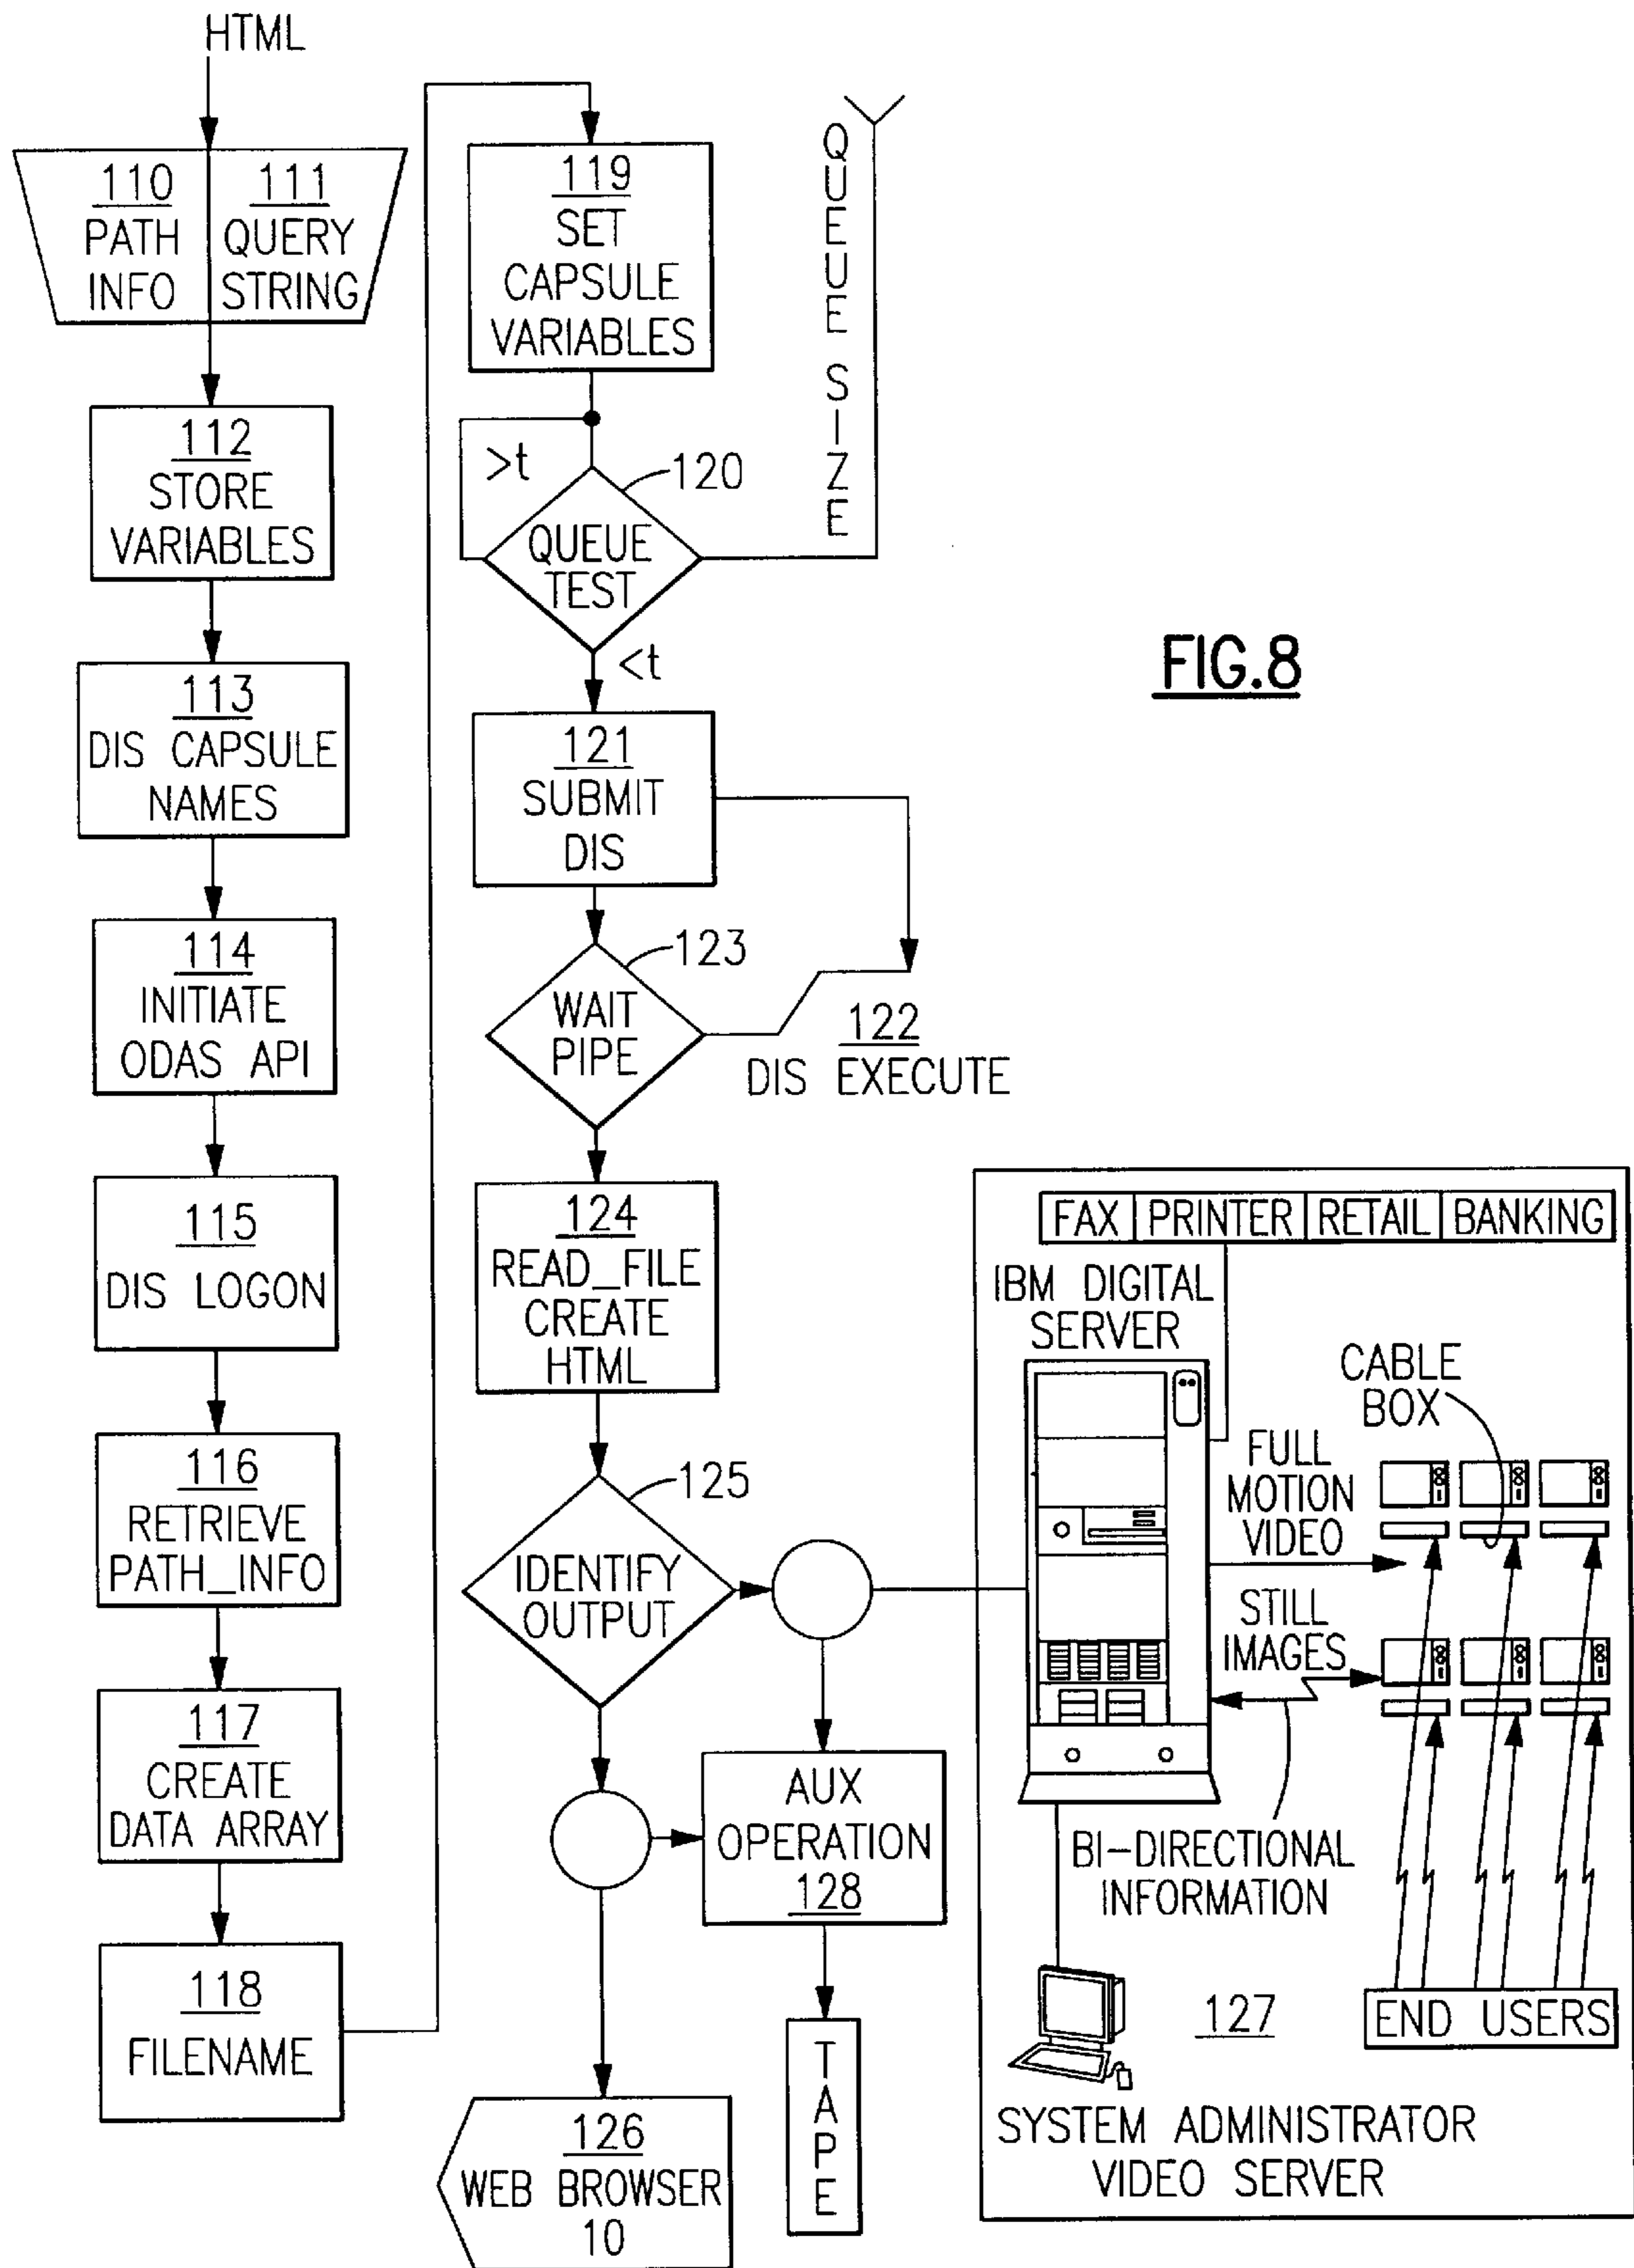 HTML
110
PATH
INFO
111
QUERY
STRING
112
STORE
VARIABLES
113
DIS CAPSULE
NAMES
114
INITIATE
ODAS API
115
DIS LOGON
116
RETRIEVE
PATH_INFO
117
CREATE
DATA ARRAY
118
FILENAME
119
SET
CAPSULE
VARIABLES
>t
120
QUEUE
TEST
QUEUE SIZE
<t
121
SUBMIT
DIS
123
WAIT
PIPE
122
DIS EXECUTE
124
READ_FILE
CREATE
HTML
125
IDENTIFY
OUTPUT
AUX
OPERATION
128
TAPE
126
WEB BROWSER
10
FIG.8
FAX PRINTER RETAIL BANKING
IBM DIGITAL
SERVER
CABLE
BOX
FULL
MOTION
VIDEO
STILL
IMAGES
BI-DIRECTIONAL
INFORMATION
127
END USERS
SYSTEM ADMINISTRATOR
VIDEO SERVER